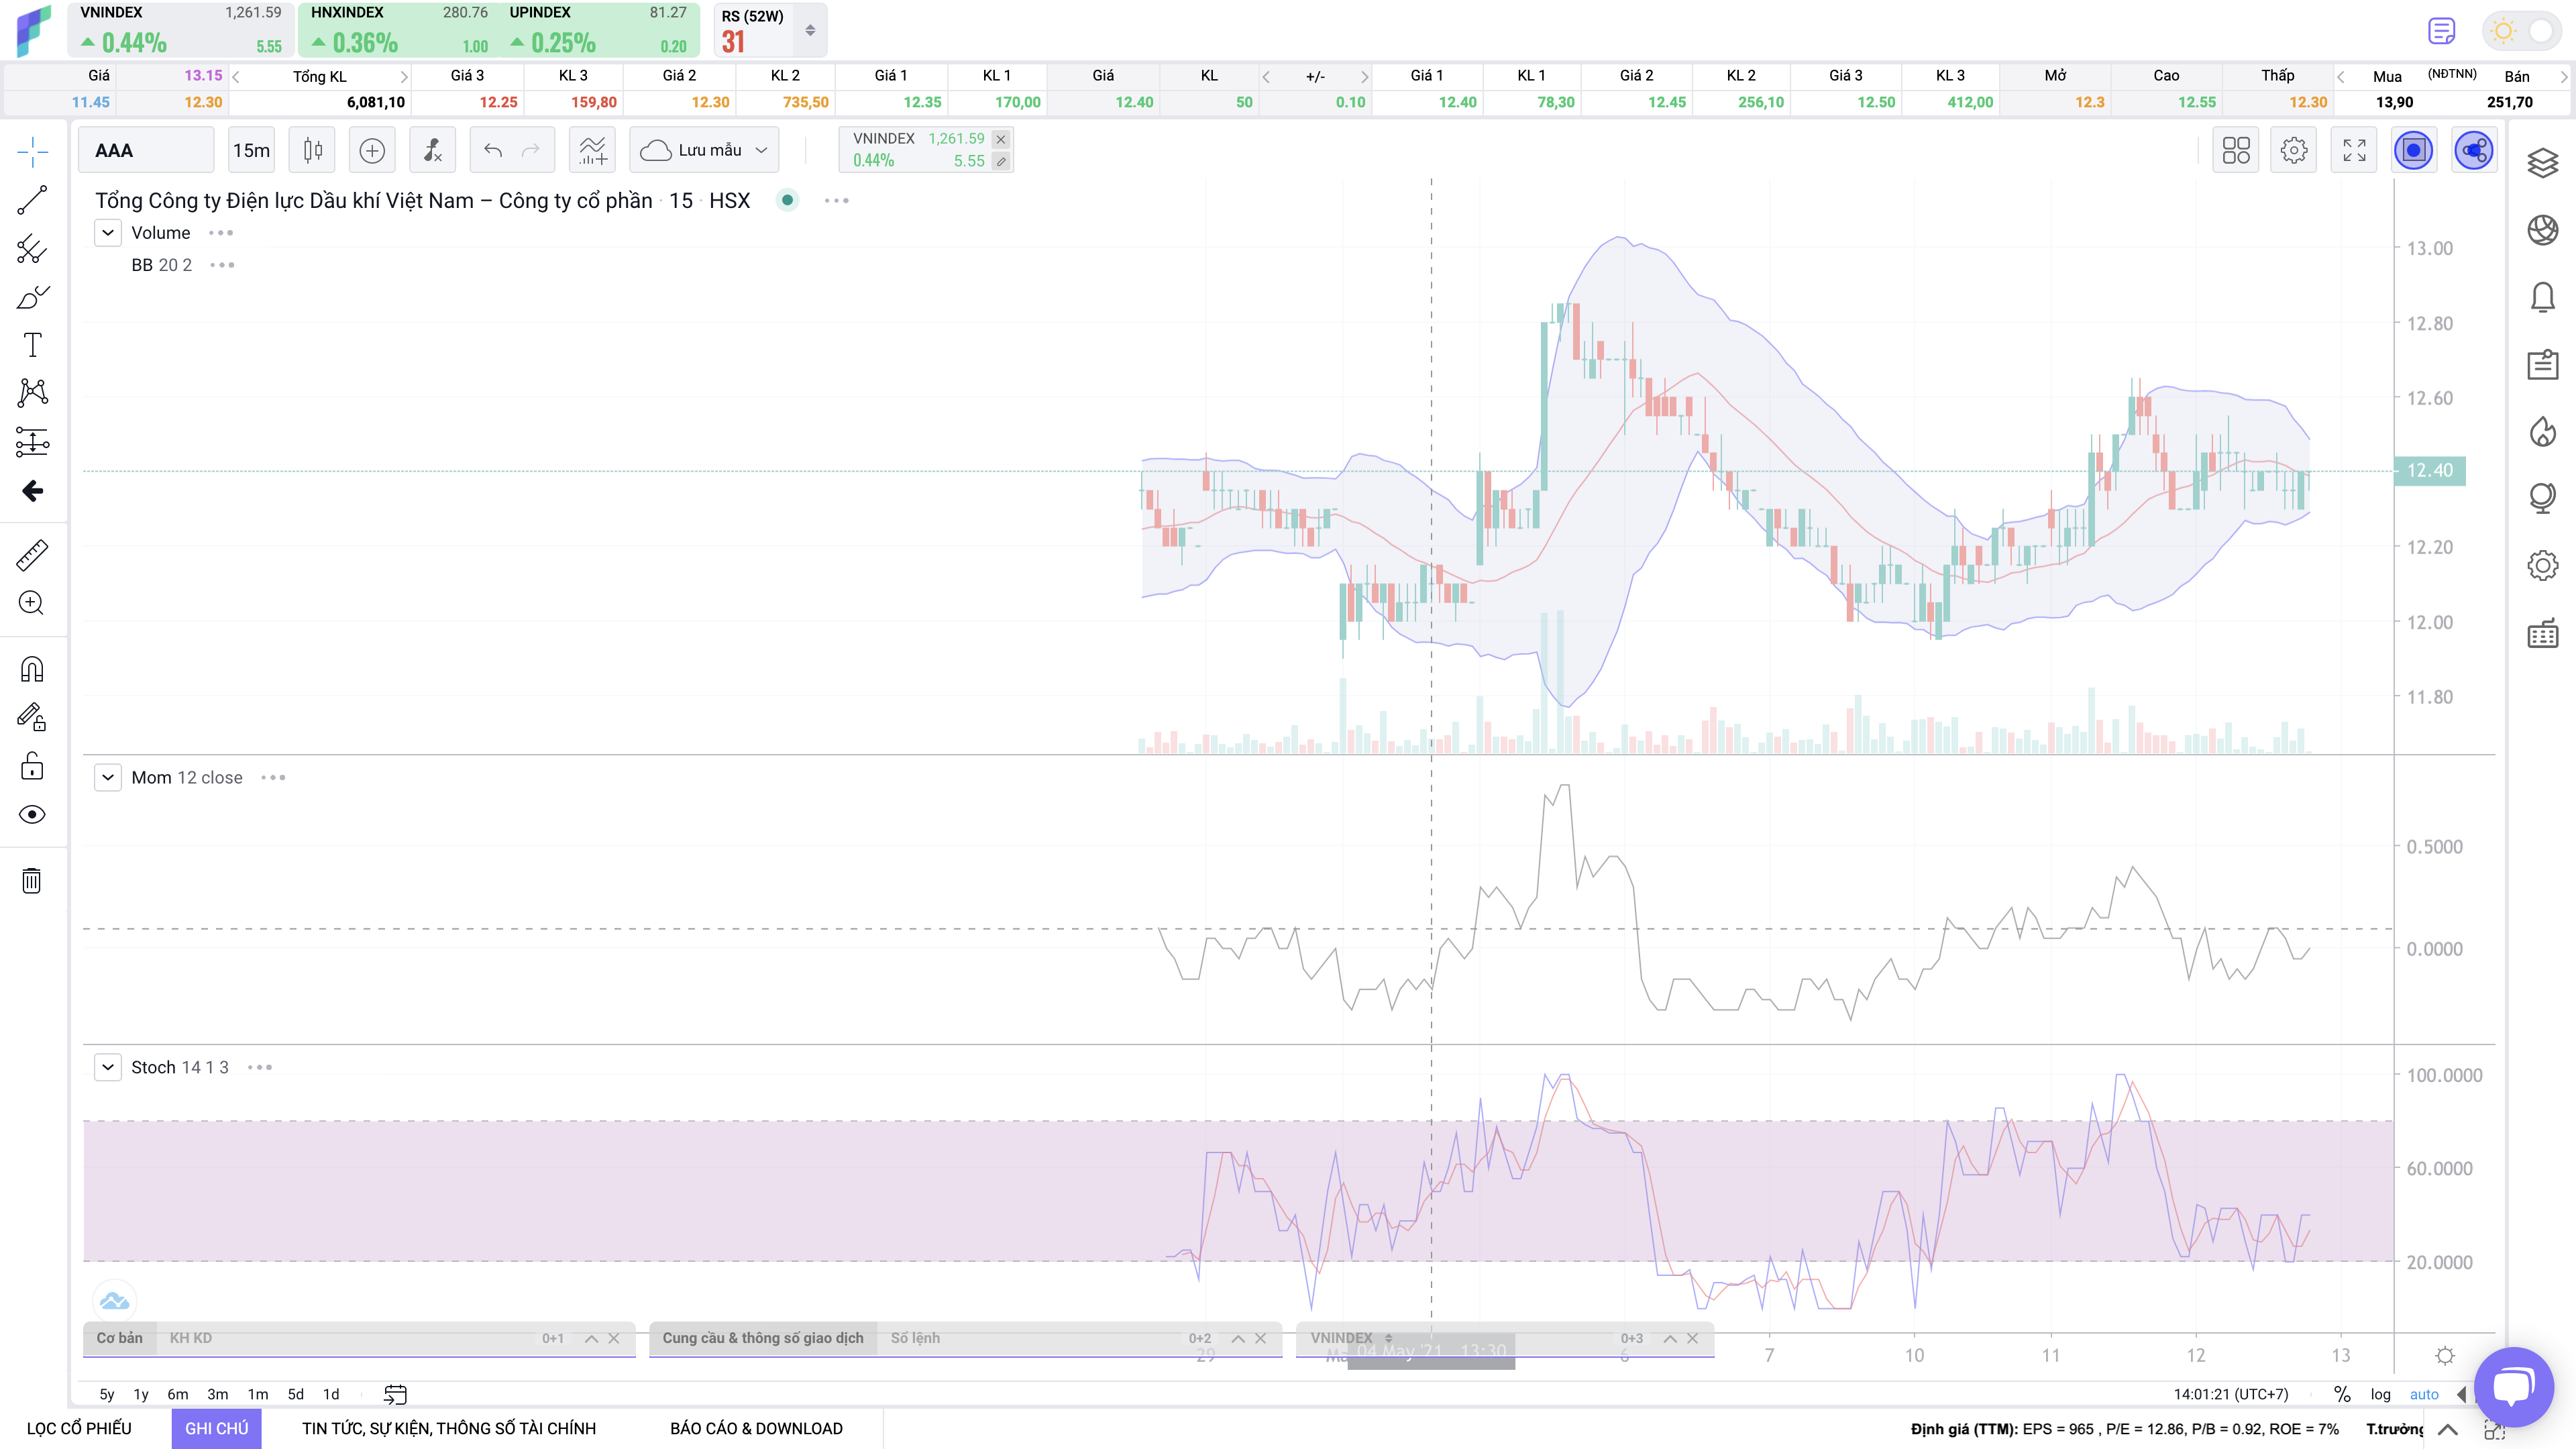 VNINDEX 1,261.59 HNXINDEX 280.76 UPINDEX 81.27 RS (52W)
0.44% 5.55 0.36% 1.00 0.25% 0.20 31
Giá 13.15 Tổng KL Giá 3 KL 3 Giá 2 KL 2 Giá 1 KL 1 Giá KL +/- Giá 1 KL 1 Giá 2 KL 2 Giá 3 KL 3 Mở Cao Thấp Mua (NĐTNN) Bán
11.45 12.30 6,081,10 12.25 159,80 12.30 735,50 12.35 170,00 12.40 50 0.10 12.40 78,30 12.45 256,10 12.50 412,00 12.3 12.55 12.30 13,90 251,70
AAA 15m Lưu mẫu VNINDEX 1,261.59
0.44% 5.55
Tổng Công ty Điện lực Dầu khí Việt Nam – Công ty cổ phần · 15 · HSX
Volume
BB 20 2
13.00
12.80
12.60
12.40
12.20
12.00
11.80
Mom 12 close
0.5000
0.0000
Stoch 14 1 3
100.0000
60.0000
20.0000
Cơ bản KH KD 0+1 Cung cầu & thông số giao dịch Sổ lệnh 0+2 VNINDEX 0+3
29 04 May '21 13:30 6 7 10 11 12 13
5y 1y 6m 3m 1m 5d 1d 14:01:21 (UTC+7) % log auto
LỌC CỔ PHIẾU GHI CHÚ TIN TỨC, SỰ KIỆN, THÔNG SỐ TÀI CHÍNH BÁO CÁO & DOWNLOAD Định giá (TTM): EPS = 965 , P/E = 12.86, P/B = 0.92, ROE = 7% T.trưởng